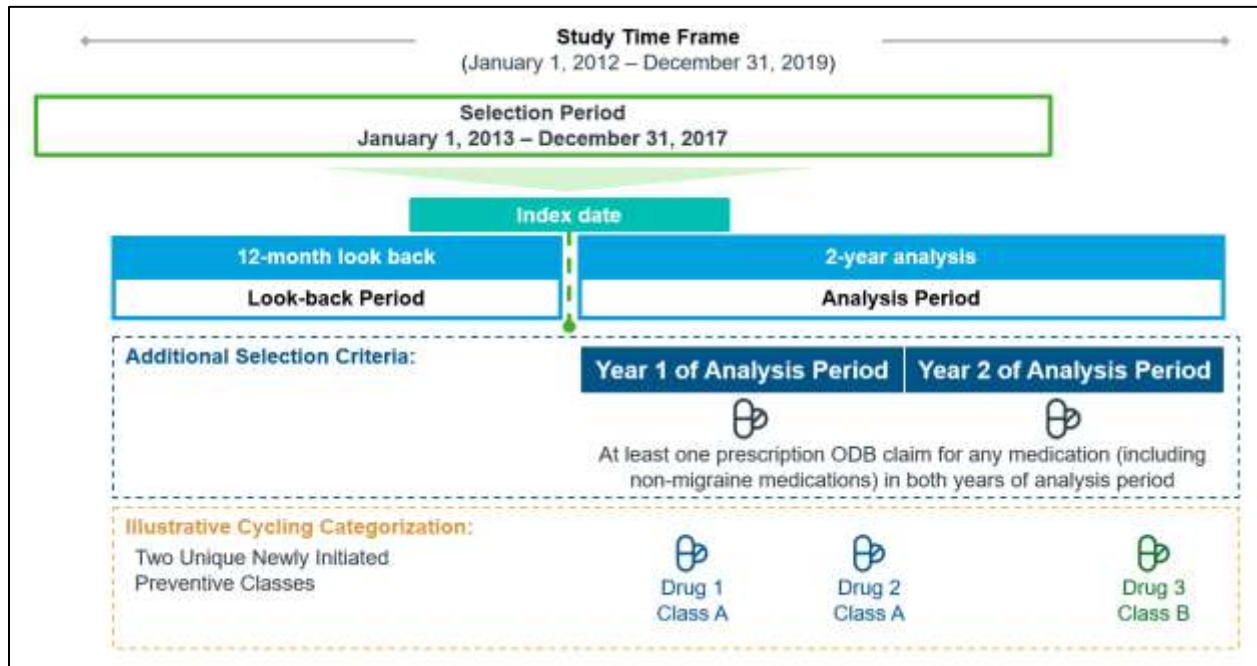 Study Time Frame
(January 1, 2012 – December 31, 2019)
Selection Period
January 1, 2013 – December 31, 2017
Index date
12-month look back
2-year analysis
Look-back Period
Analysis Period
Additional Selection Criteria:
Year 1 of Analysis Period
Year 2 of Analysis Period
At least one prescription ODB claim for any medication (including
non-migraine medications) in both years of analysis period
Illustrative Cycling Categorization:
Two Unique Newly Initiated
Preventive Classes
Drug 1
Class A
Drug 2
Class A
Drug 3
Class B